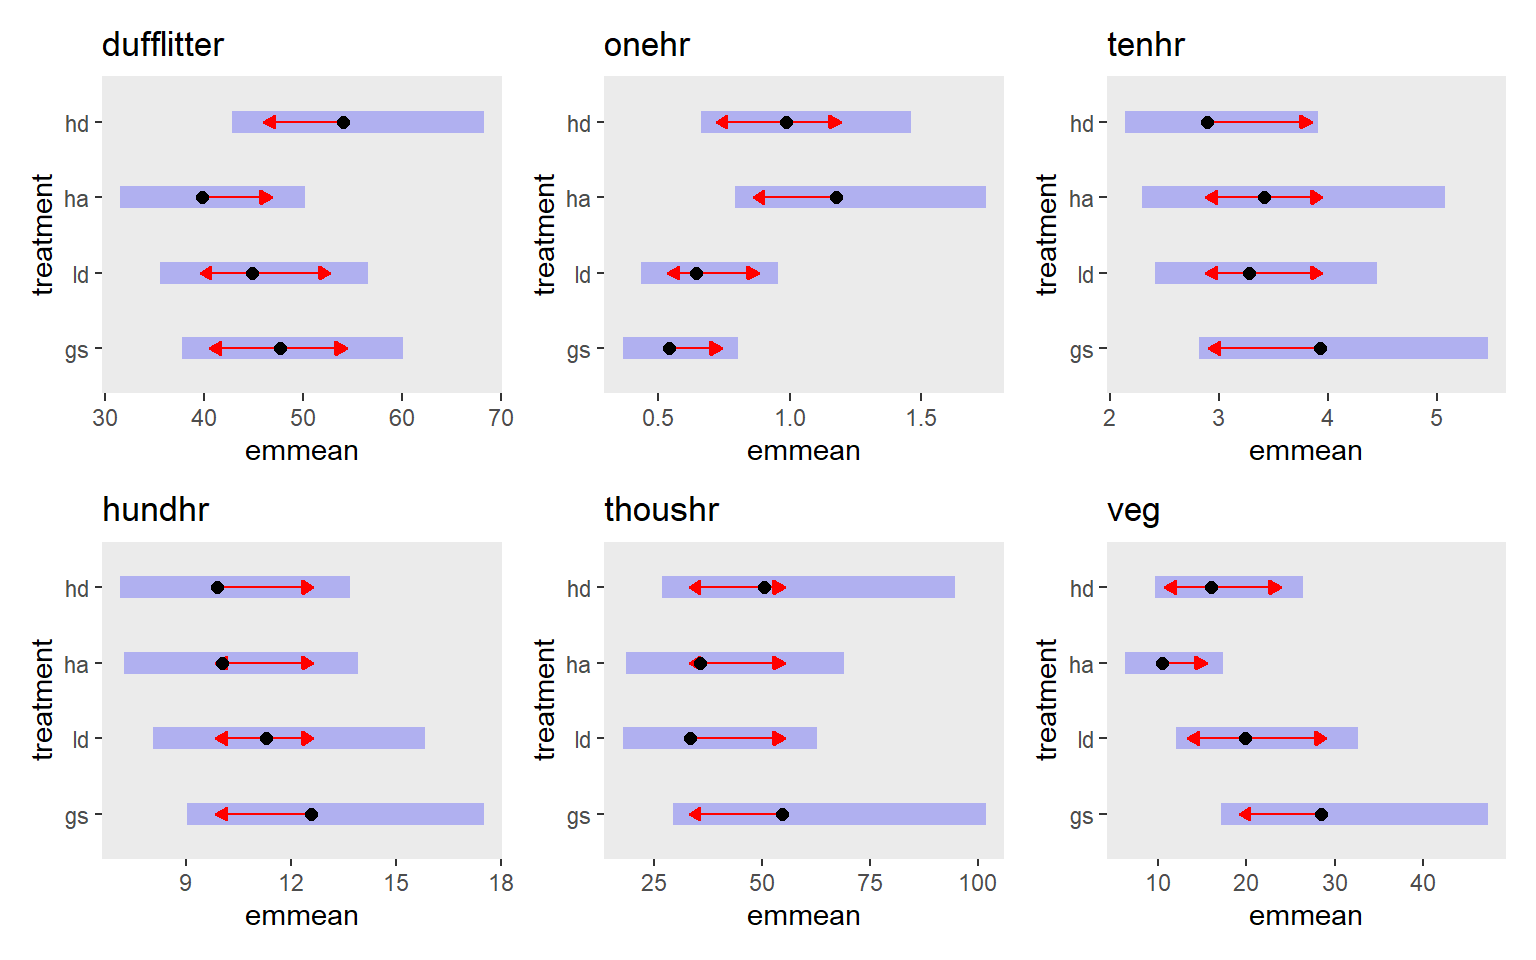 dufflitter
onehr
tenhr
treatment
hd
ha
ld
gs
30 40 50 60 70
emmean
treatment
hd
ha
ld
gs
0.5 1.0 1.5
emmean
treatment
hd
ha
ld
gs
2 3 4 5
emmean
hundhr
thoushr
veg
treatment
hd
ha
ld
gs
9 12 15 18
emmean
treatment
hd
ha
ld
gs
25 50 75 100
emmean
treatment
hd
ha
ld
gs
10 20 30 40
emmean